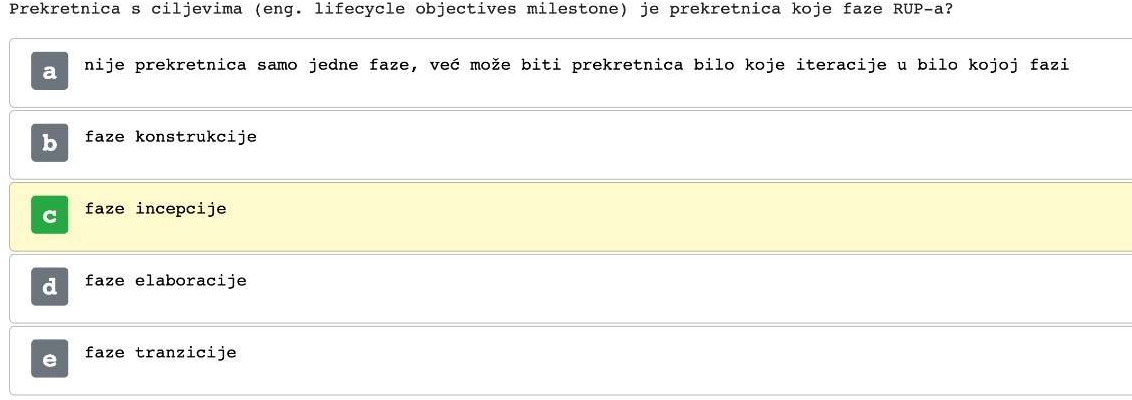 Prekretnica s ciljevima (eng. lifecycle objectives milestone) je prekretnica koje faze RUP-a?
a nije prekretnica samo jedne faze, već može biti prekretnica bilo koje iteracije u bilo kojoj fazi
b faze konstrukcije
c faze incepcije
d faze elaboracije
e faze tranzicije